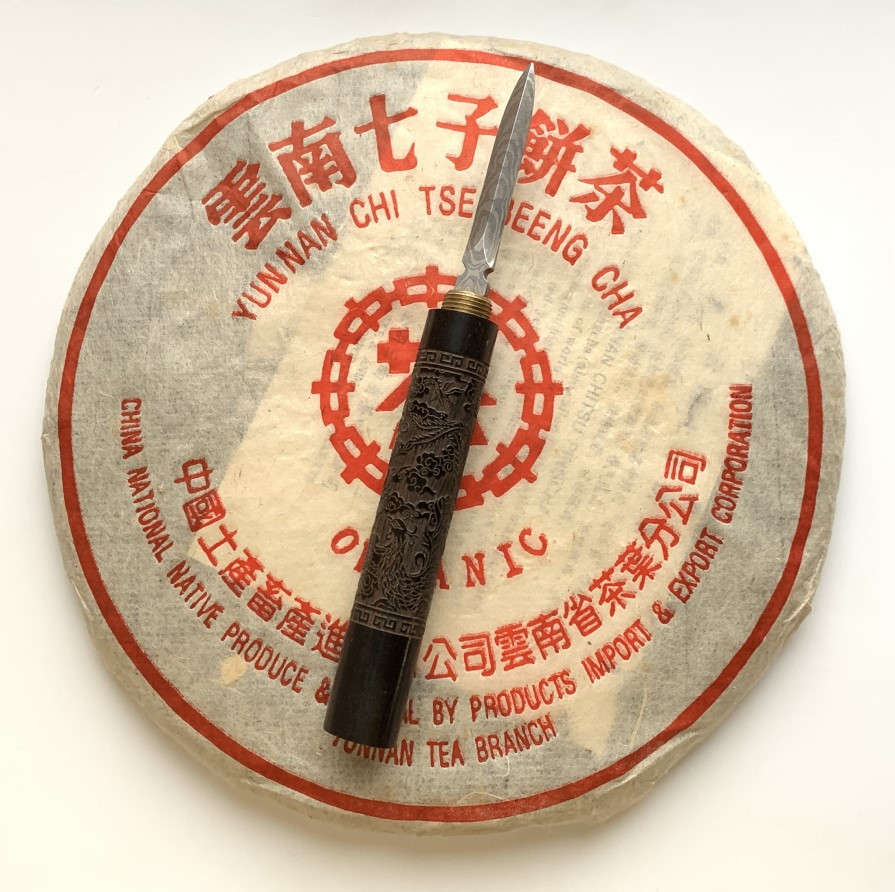 雲南七子餅茶
YUNNAN CHI TSE BEENG CHA
茶
中國土產畜產進 公司雲南省茶葉分公司
CHINA NATIONAL NATIVE PRODUCE & BY PRODUCTS IMPORT & EXPORT CORPORATION
YUNNAN TEA BRANCH